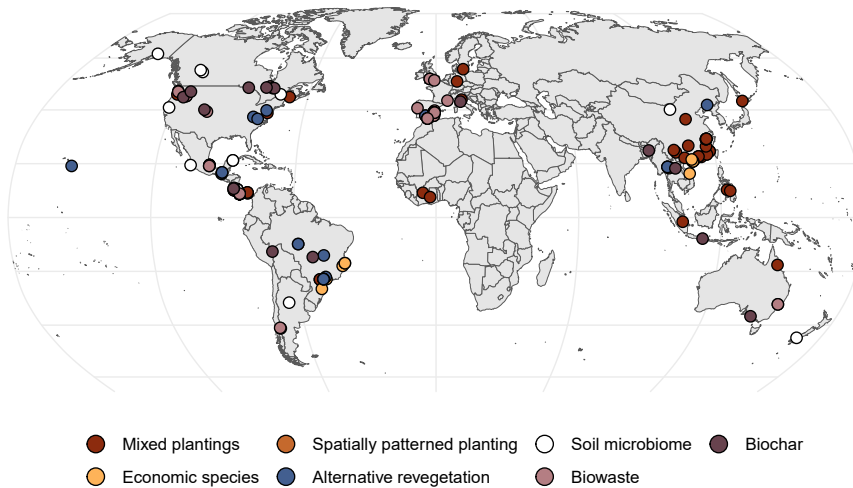 Mixed plantings Spatially patterned planting Soil microbiome Biochar
Economic species Alternative revegetation Biowaste